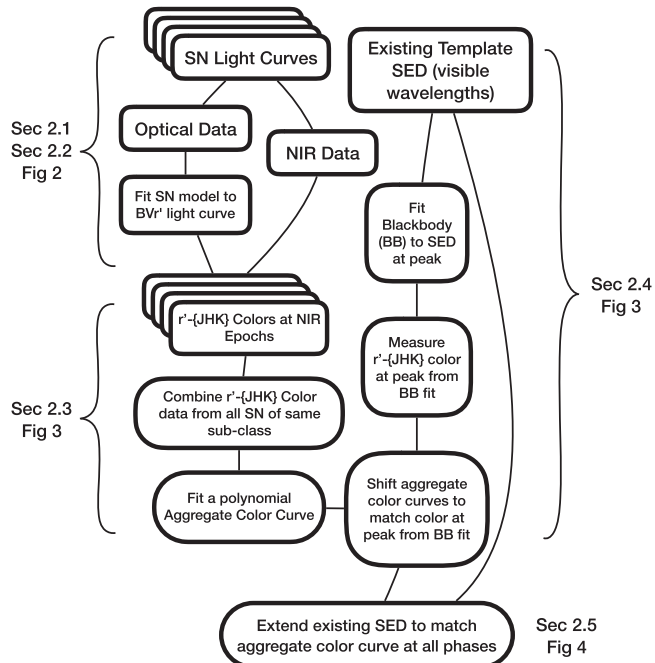 SN Light Curves
Existing Template
SED (visible
wavelengths)
Sec 2.1
Sec 2.2
Fig 2
Optical Data
NIR Data
Fit SN model to
BVr' light curve
Fit
Blackbody
(BB) to SED
at peak
Sec 2.4
Fig 3
r'-{JHK} Colors at NIR
Epochs
Measure
r'-{JHK} color
at peak from
BB fit
Sec 2.3
Fig 3
Combine r'-{JHK} Color
data from all SN of same
sub-class
Fit a polynomial
Aggregate Color Curve
Shift aggregate
color curves to
match color at
peak from BB fit
Extend existing SED to match
aggregate color curve at all phases
Sec 2.5
Fig 4